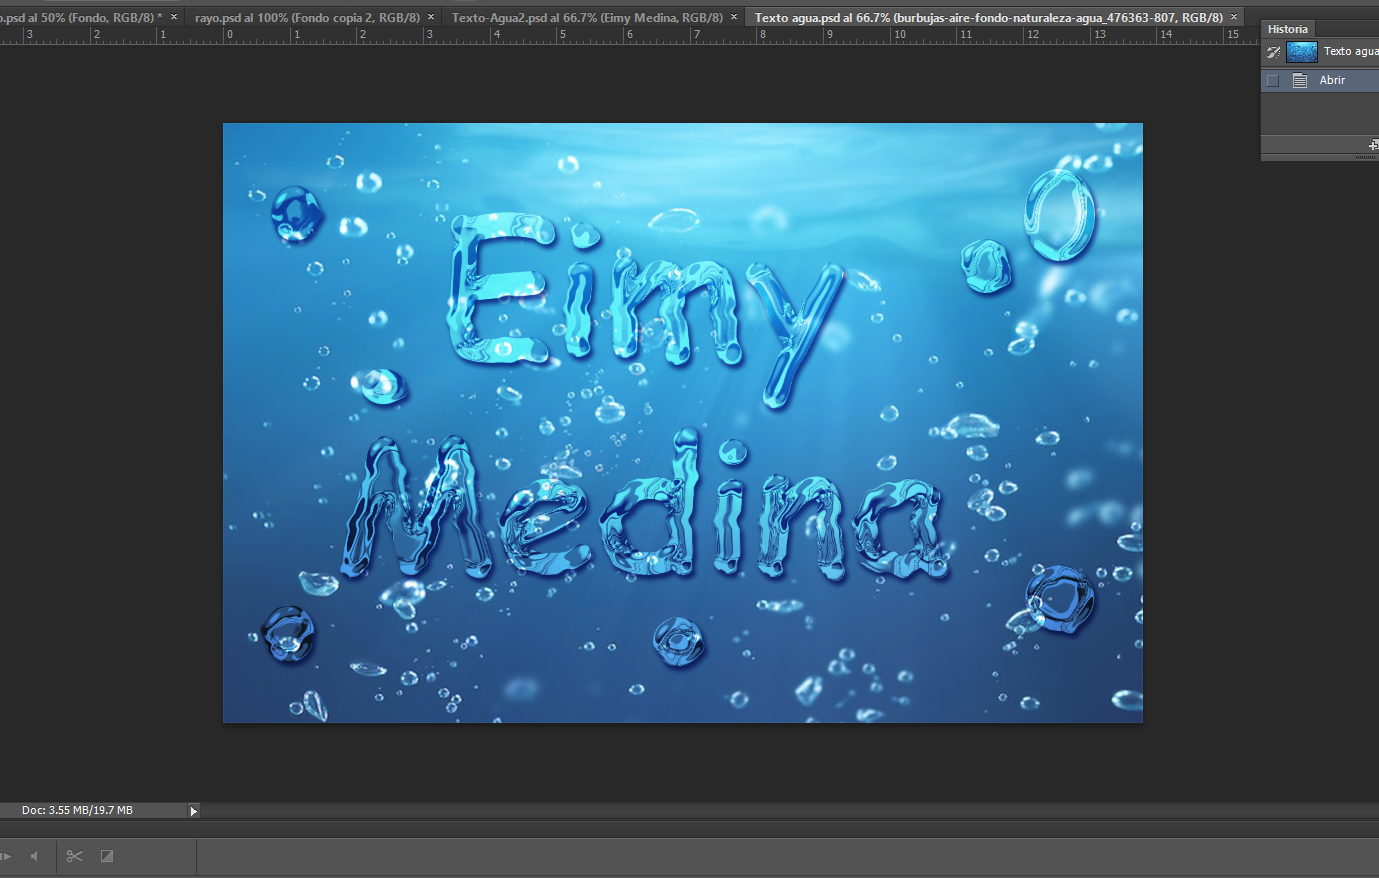 o.psd al 50% (Fondo, RGB/8) * × rayo.psd al 100% (Fondo copia 2, RGB/8) × Texto-Agua2.psd al 66.7% (Eimy Medina, RGB/8) × Texto agua.psd al 66.7% (burbujas-aire-fondo-naturaleza-agua_476363-807, RGB/8) ×
3 2 1 0 1 2 3 4 5 6 7 8 9 10 11 12 13 14 15
Historia
Texto agua
Abrir
Eimy
Medina
Doc: 3.55 MB/19.7 MB